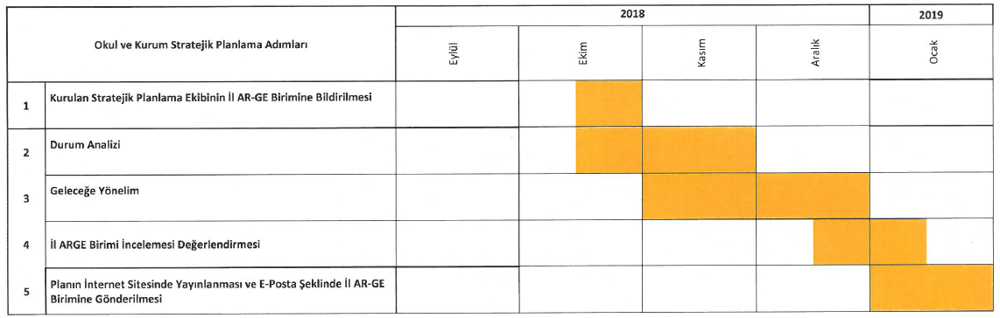 Okul ve Kurum Stratejik Planlama Adımları
2018
2019
Eylül
Ekim
Kasım
Aralık
Ocak
1
Kurulan Stratejik Planlama Ekibinin İl AR-GE Birimine Bildirilmesi
2
Durum Analizi
3
Geleceğe Yönelim
4
İl ARGE Birimi İncelemesi Değerlendirmesi
5
Planın İnternet Sitesinde Yayınlanması ve E-Posta Şeklinde İl AR-GE
Birimine Gönderilmesi